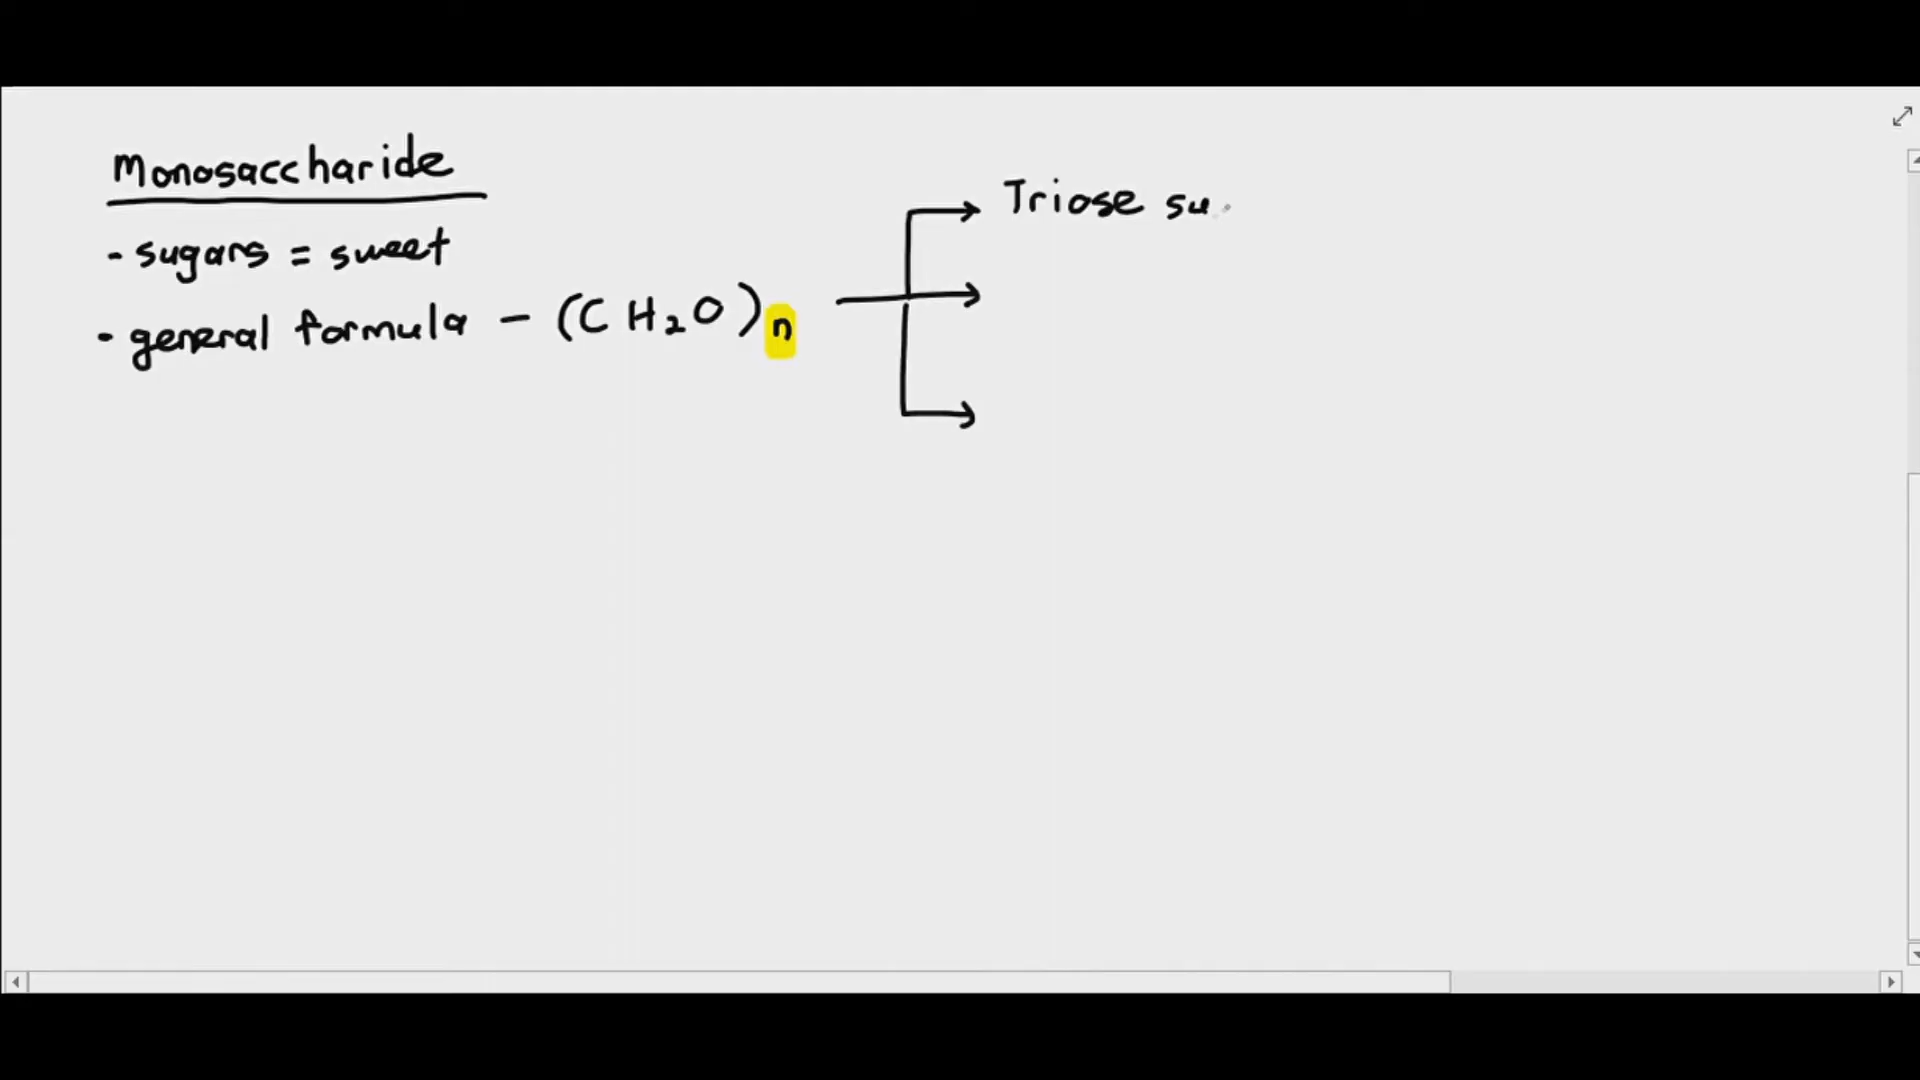 Monosaccharide
- sugars = sweet
- general formula - (CH₂O)n
Triose su